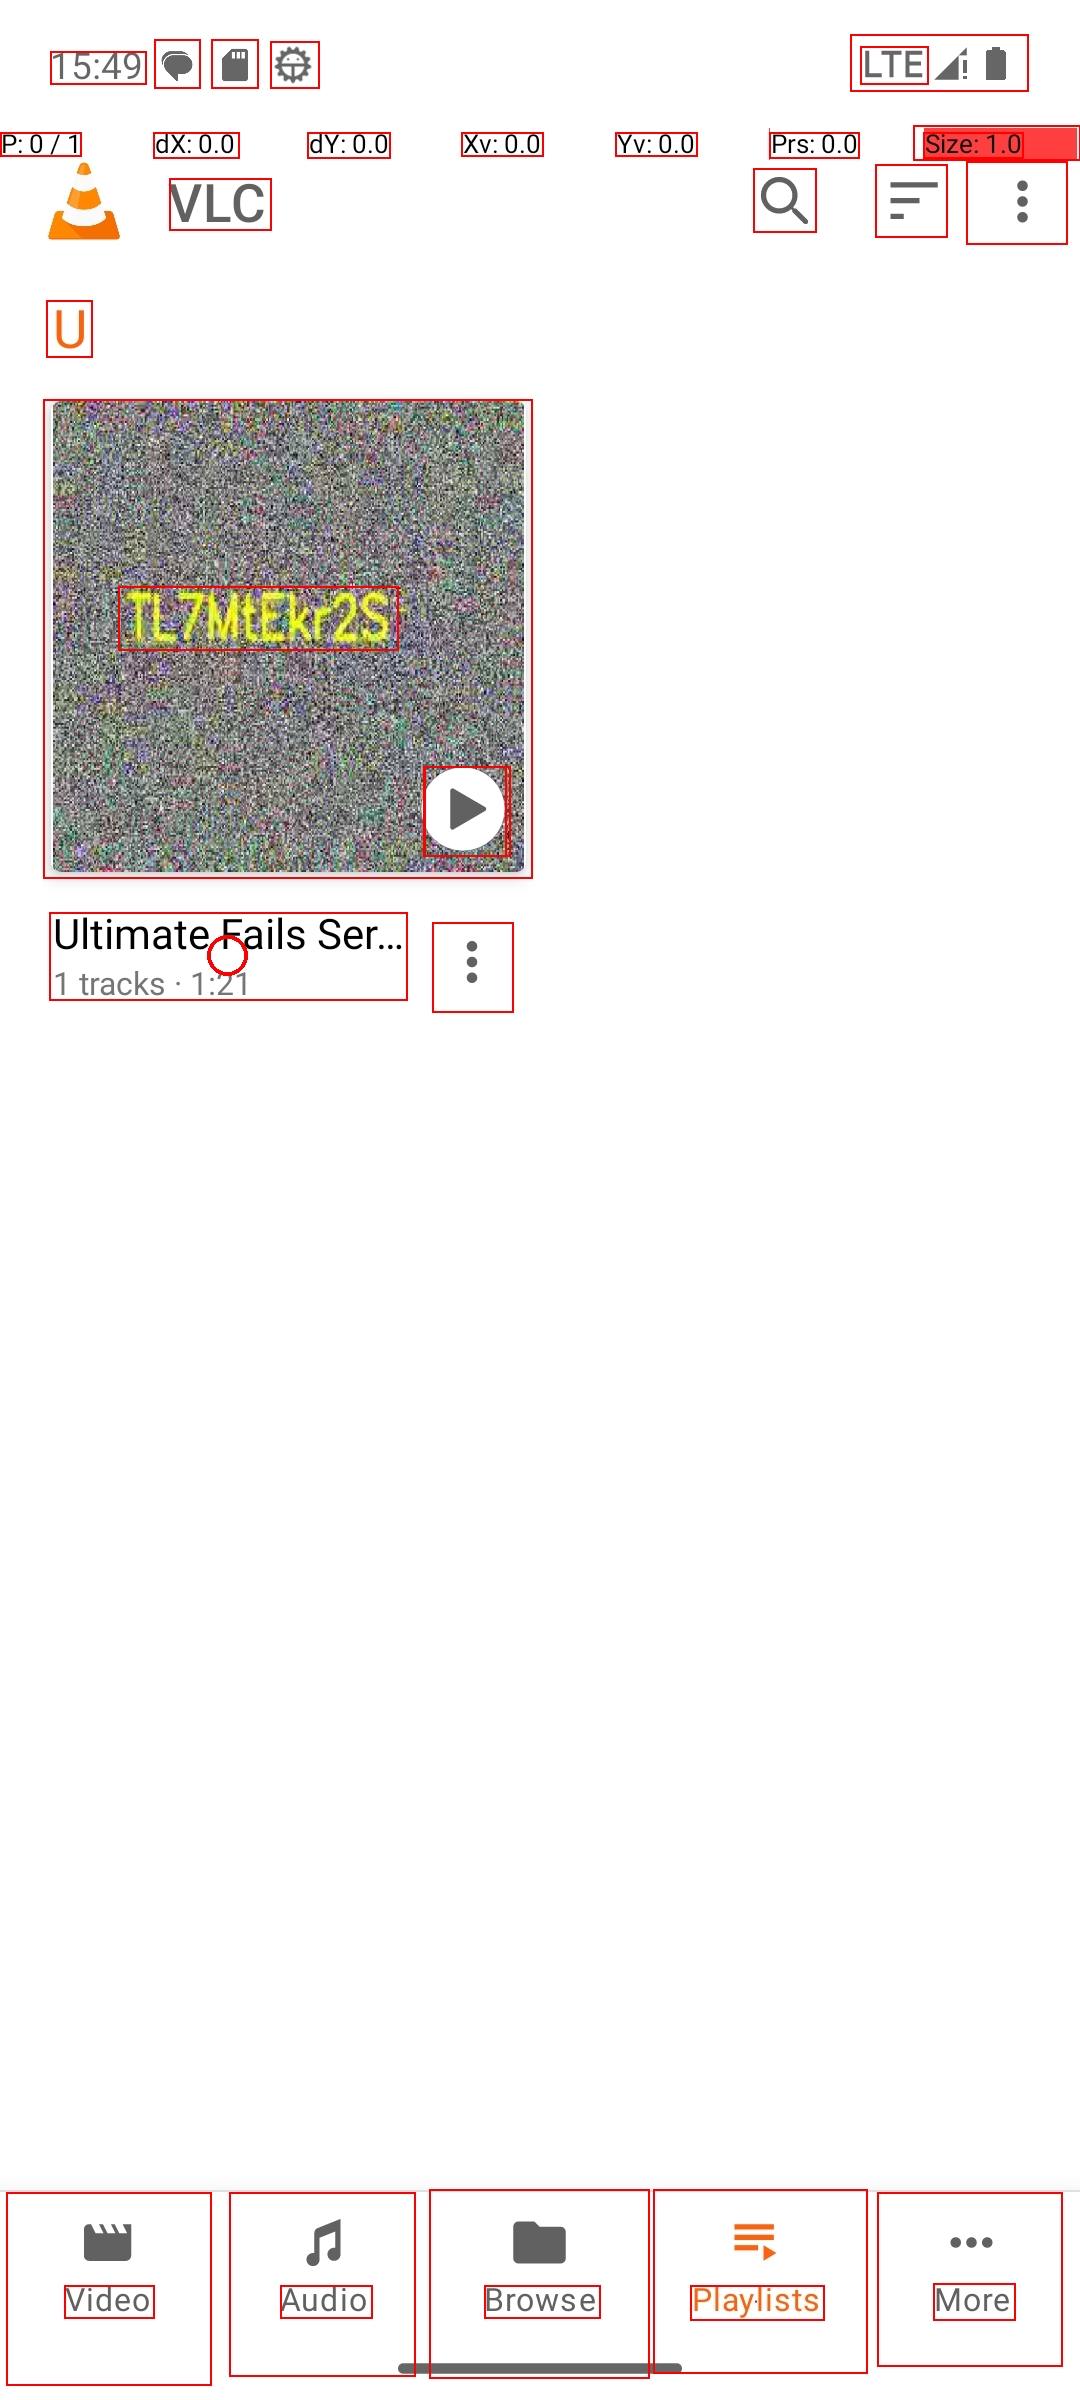 15:49
LTE
P: 0 / 1
dX: 0.0
dY: 0.0
Xv: 0.0
Yv: 0.0
Prs: 0.0
Size: 1.0
VLC
U
TL7MtEkr2S
Ultimate Fails Ser…
1 tracks · 1:21
Video
Audio
Browse
Playlists
More